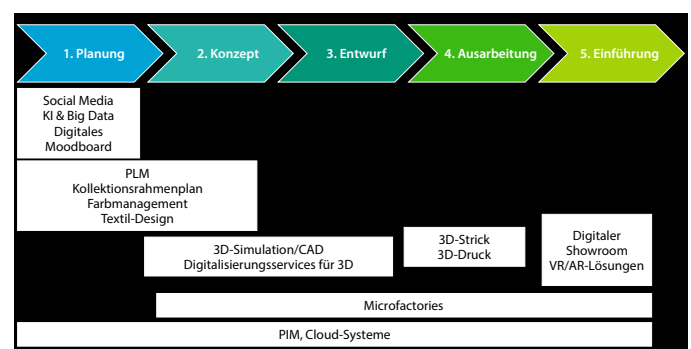 1. Planung
2. Konzept
3. Entwurf
4. Ausarbeitung
5. Einführung
Social Media
KI & Big Data
Digitales
Moodboard
PLM
Kollektionsrahmenplan
Farbmanagement
Textil-Design
3D-Simulation/CAD
Digitalisierungsservices für 3D
3D-Strick
3D-Druck
Digitaler
Showroom
VR/AR-Lösungen
Microfactories
PIM, Cloud-Systeme